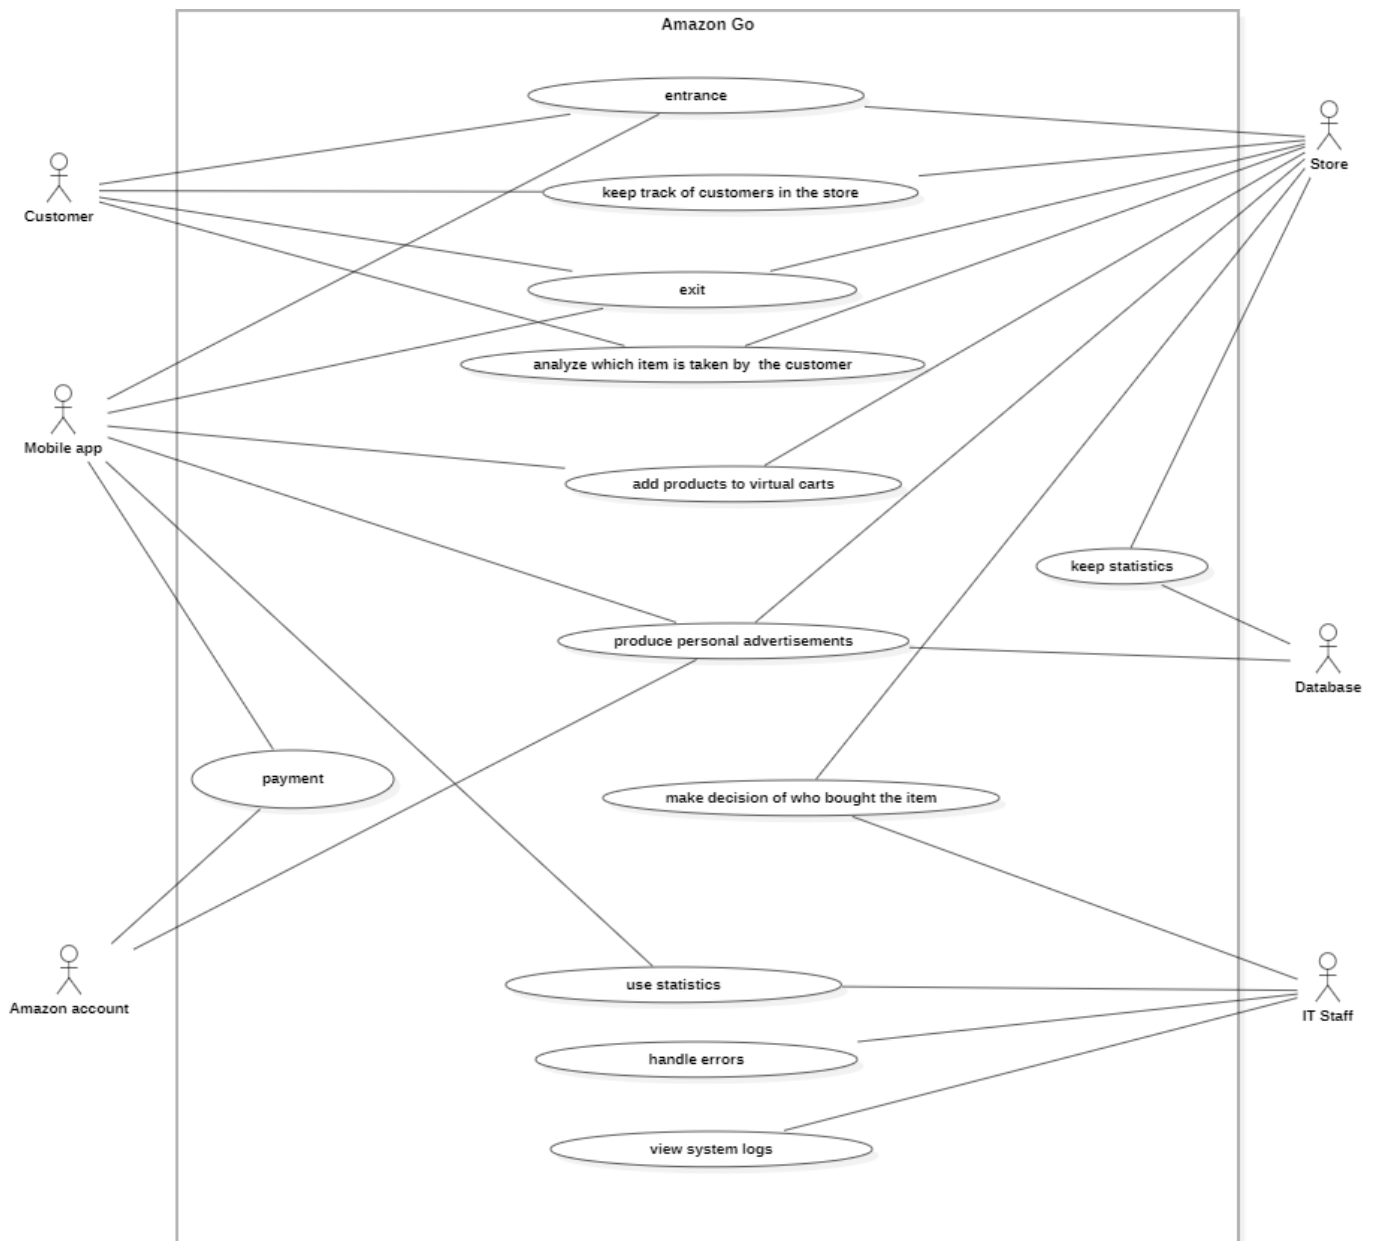 Amazon Go
entrance
Store
keep track of customers in the store
Customer
exit
analyze which item is taken by  the customer
Mobile app
add products to virtual carts
keep statistics
produce personal advertisements
Database
payment
make decision of who bought the item
use statistics
Amazon account
IT Staff
handle errors
view system logs